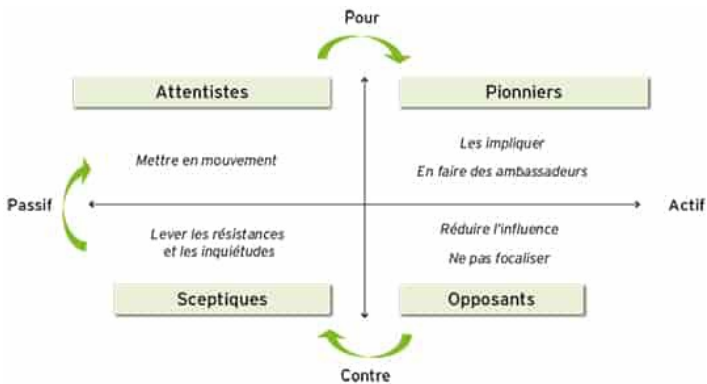 Pour
Attentistes
Pionniers
Mettre en mouvement
Les impliquer
En faire des ambassadeurs
Passif
Actif
Lever les résistances
et les inquiétudes
Réduire l'influence
Ne pas focaliser
Sceptiques
Opposants
Contre